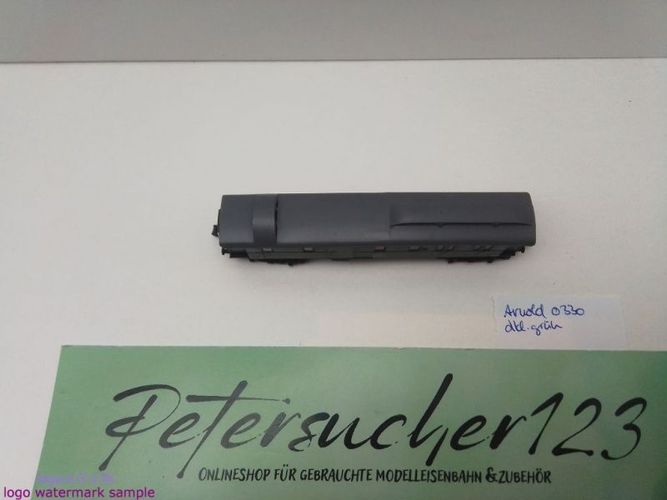 Arnold 0330
dkl. grün
Petersucher123
ONLINESHOP FÜR GEBRAUCHTE MODELLEISENBAHN & ZUBEHÖR
logo watermark sample